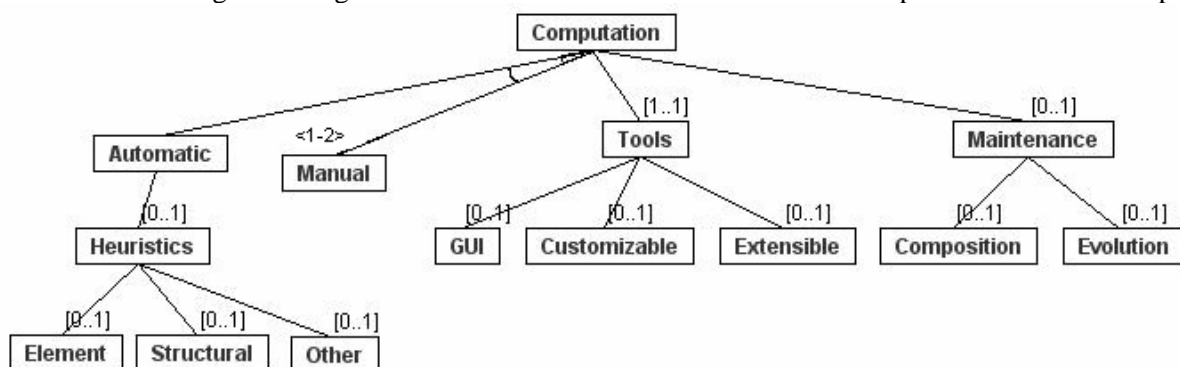 Computation
[1..1]
[0..1]
<1-2>
Automatic
Manual
Tools
Maintenance
[0..1]
[0..1]
[0..1]
[0..1]
[0..1]
[0..1]
Heuristics
GUI
Customizable
Extensible
Composition
Evolution
[0..1]
[0..1]
[0..1]
Element
Structural
Other